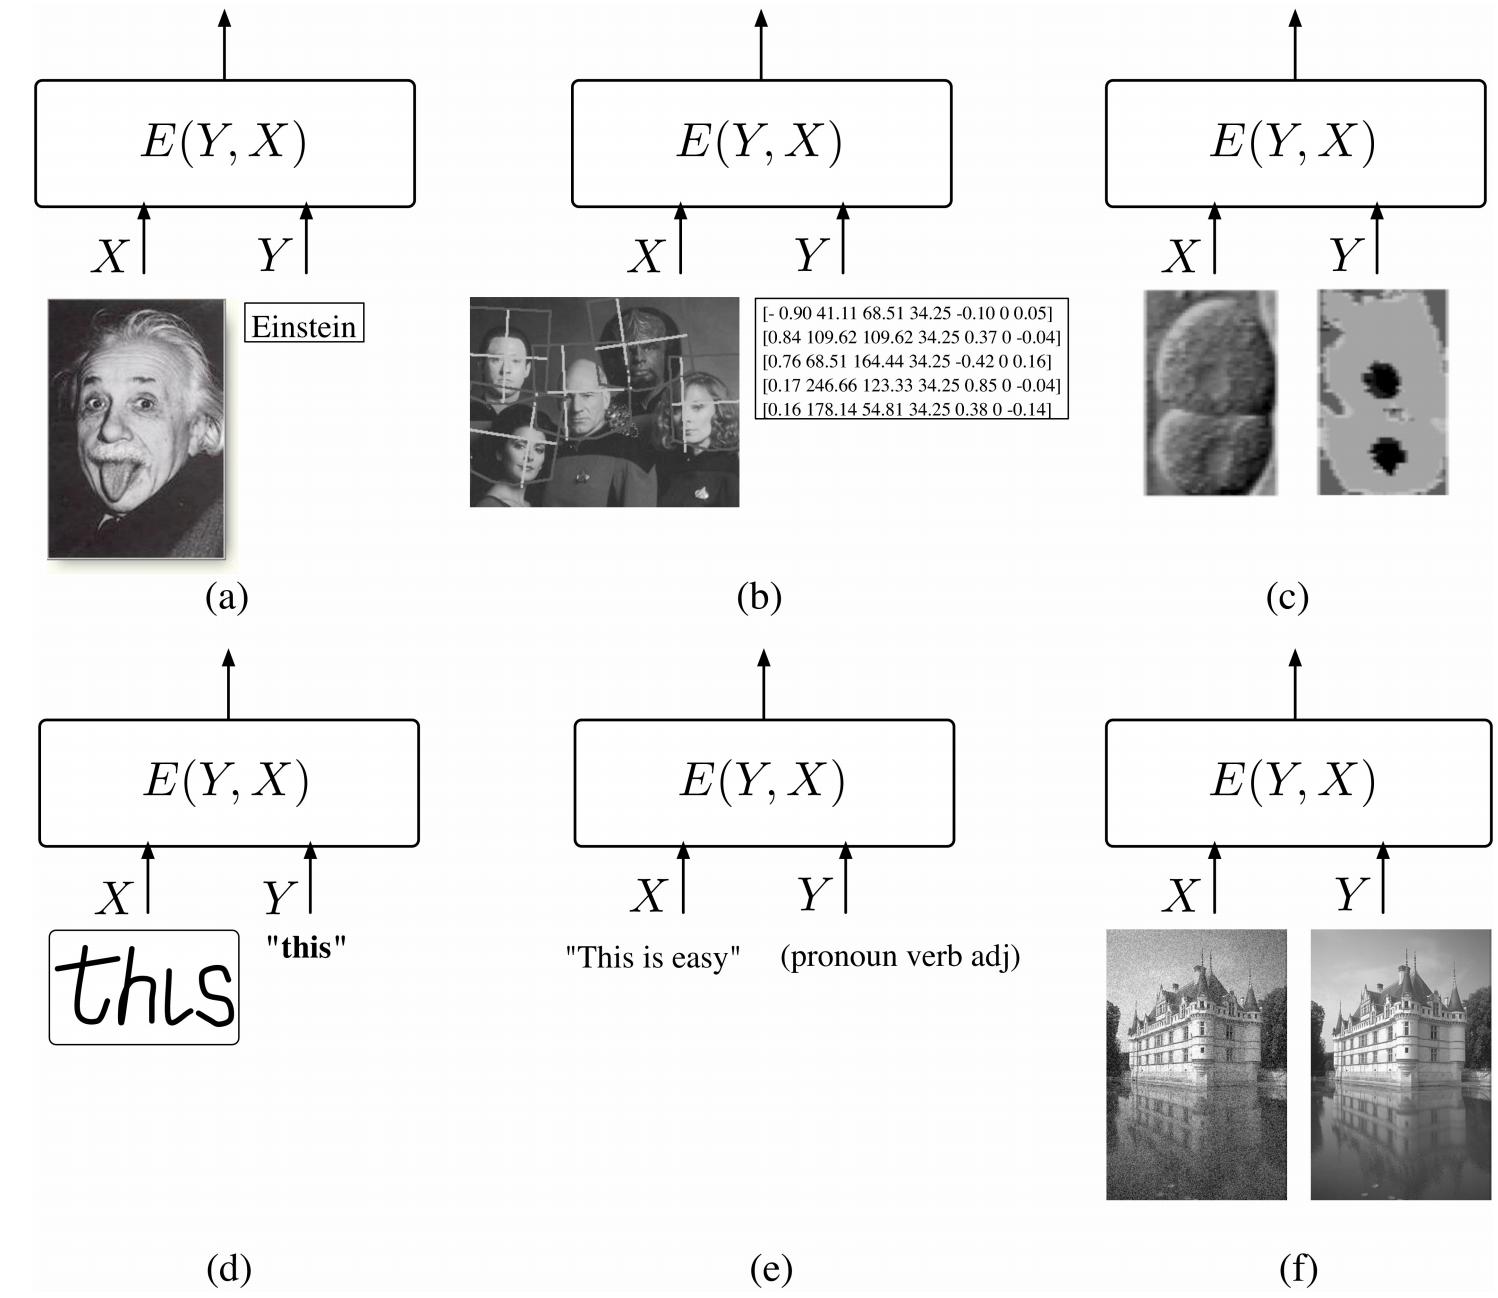 E(Y, X) E(Y, X) E(Y, X)
X Y X Y X Y
Einstein
[- 0.90 41.11 68.51 34.25 -0.10 0 0.05]
[0.84 109.62 109.62 34.25 0.37 0 -0.04]
[0.76 68.51 164.44 34.25 -0.42 0 0.16]
[0.17 246.66 123.33 34.25 0.85 0 -0.04]
[0.16 178.14 54.81 34.25 0.38 0 -0.14]
(a) (b) (c)
E(Y, X) E(Y, X) E(Y, X)
X Y X Y X Y
this "this" "This is easy" (pronoun verb adj)
(d) (e) (f)